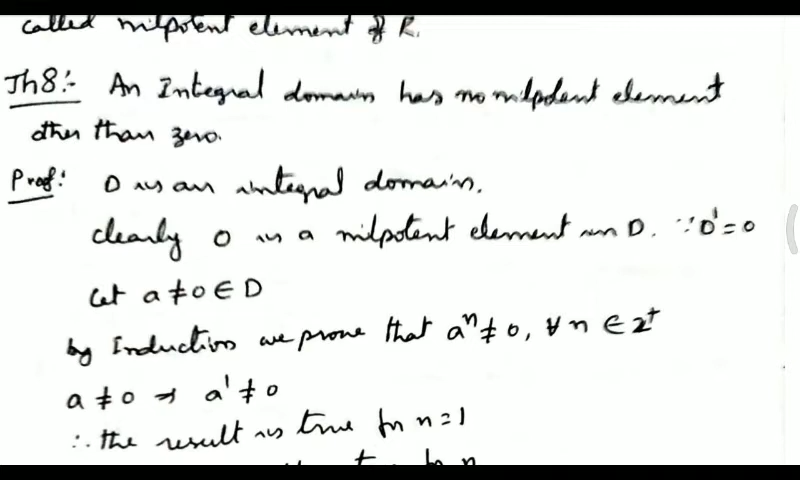 called nilpotent element of R.
Th8:- An Integral domain has no nilpotent element
other than zero.
Proof: D is an integral domain.
clearly 0 is a nilpotent element in D. ∵ 0¹ = 0
Let a ≠ 0 ∈ D
by Induction we prove that aⁿ ≠ 0, ∀ n ∈ Z⁺
a ≠ 0 ⇒ a¹ ≠ 0
∴ the result is true for n = 1